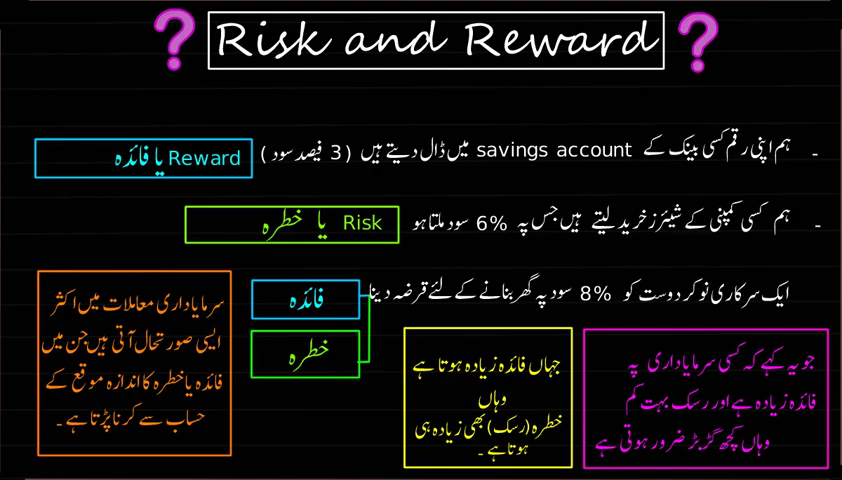 ? Risk and Reward ?
۔ ہم اپنی رقم کسی بینک کے savings account میں ڈال دیتے ہیں (3 فیصد سود)
Reward یا فائدہ
۔ ہم کسی کمپنی کے شیئرز خرید لیتے ہیں جس پہ %6 سود ملتا ہو
Risk یا خطرہ
ایک سرکاری نوکر دوست کو %8 سود پہ گھر بنانے کے لئے قرضہ دینا
فائدہ
خطرہ
جو یہ کہے کہ کسی سرمایاداری پہ
فائدہ زیادہ ہے اور رسک بہت کم
وہاں کچھ گڑبڑ ضرور ہوتی ہے
جہاں فائدہ زیادہ ہوتا ہے
وہاں
خطرہ (رسک) بھی زیادہ ہی
ہوتا ہے ۔
سرمایاداری معاملات میں اکثر
ایسی صورتحال آتی ہیں جن میں
فائدہ یا خطرہ کا اندازہ موقع کے
حساب سے کرنا پڑتا ہے ۔